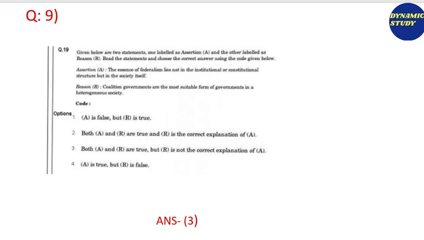 Q: 9)
DYNAMIC
STUDY
Q.19
Given below are two statements, one labelled as Assertion (A) and the other labelled as
Reason (R). Read the statements and choose the correct answer using the code given below.
Assertion (A) : The essence of federalism lies not in the institutional or constitutional
structure but in the society itself.
Reason (R) : Coalition governments are the most suitable form of governments in a
heterogeneous society.
Code :
Options
1 (A) is false, but (R) is true.
2 Both (A) and (R) are true and (R) is the correct explanation of (A).
3 Both (A) and (R) are true, but (R) is not the correct explanation of (A).
4 (A) is true, but (R) is false.
ANS- (3)